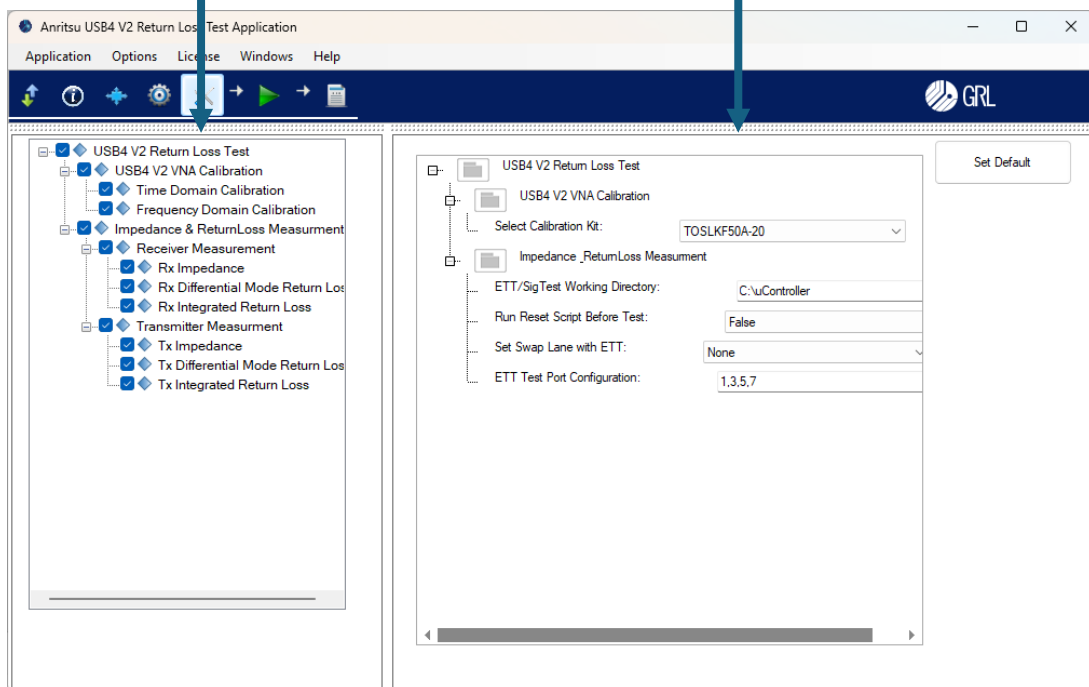 Anritsu USB4 V2 Return Loss Test Application
Application Options License Windows Help
GRL
USB4 V2 Return Loss Test
USB4 V2 VNA Calibration
Time Domain Calibration
Frequency Domain Calibration
Impedance & ReturnLoss Measurment
Receiver Measurement
Rx Impedance
Rx Differential Mode Return Los
Rx Integrated Return Loss
Transmitter Measurment
Tx Impedance
Tx Differential Mode Return Los
Tx Integrated Return Loss
USB4 V2 Return Loss Test
USB4 V2 VNA Calibration
Select Calibration Kit: TOSLKF50A-20
Impedance _ReturnLoss Measurment
ETT/SigTest Working Directory: C:\uController
Run Reset Script Before Test: False
Set Swap Lane with ETT: None
ETT Test Port Configuration: 1,3,5,7
Set Default